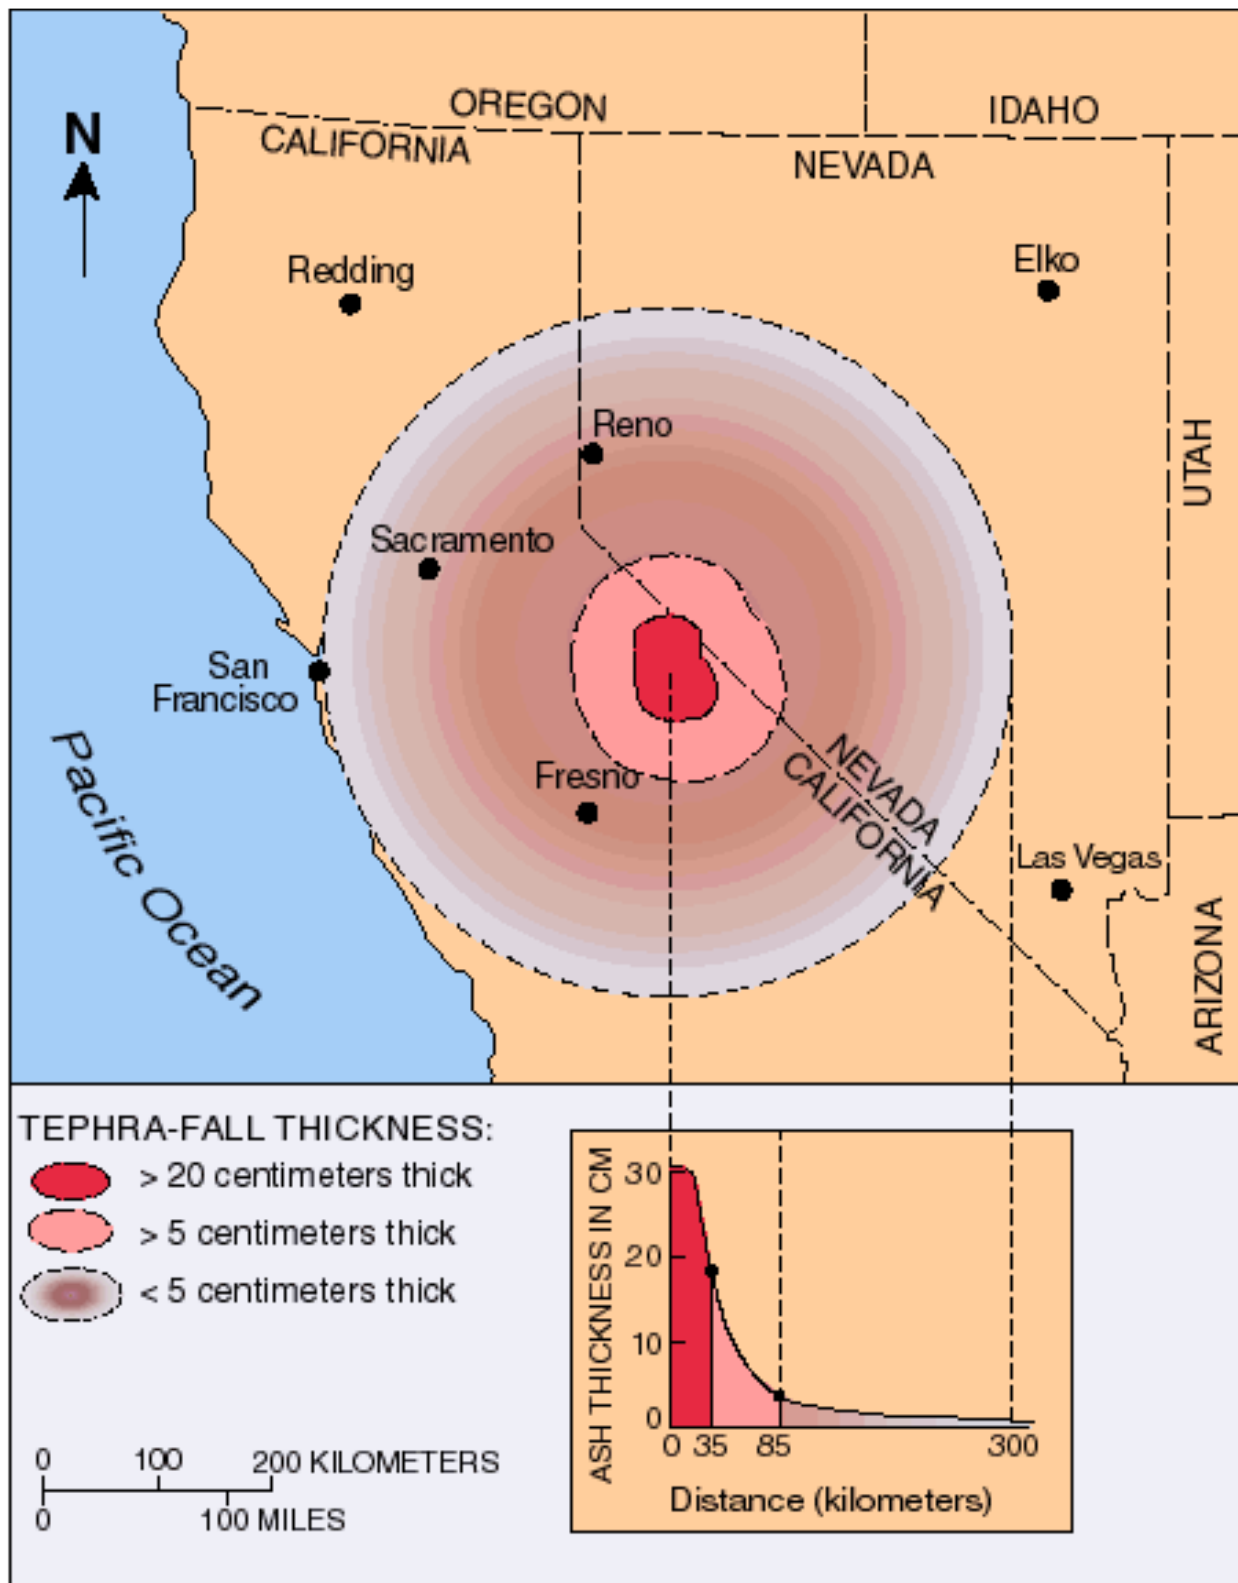 N
OREGON
IDAHO
CALIFORNIA
NEVADA
Redding
Elko
Reno
UTAH
Sacramento
San
Francisco
Pacific Ocean
Fresno
NEVADA
CALIFORNIA
Las Vegas
ARIZONA
TEPHRA-FALL THICKNESS:
> 20 centimeters thick
> 5 centimeters thick
< 5 centimeters thick
0 100 200 KILOMETERS
0 100 MILES
ASH THICKNESS IN CM
30
20
10
0
0 35 85 300
Distance (kilometers)